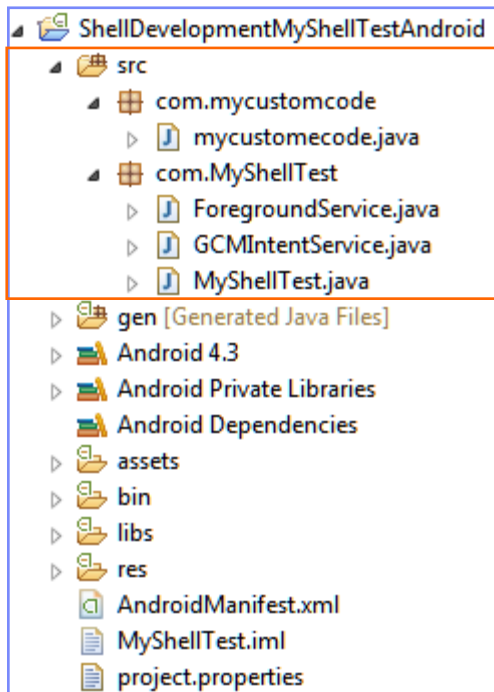 ShellDevelopmentMyShellTestAndroid
src
com.mycustomcode
mycustomecode.java
com.MyShellTest
ForegroundService.java
GCMIntentService.java
MyShellTest.java
gen [Generated Java Files]
Android 4.3
Android Private Libraries
Android Dependencies
assets
bin
libs
res
AndroidManifest.xml
MyShellTest.iml
project.properties